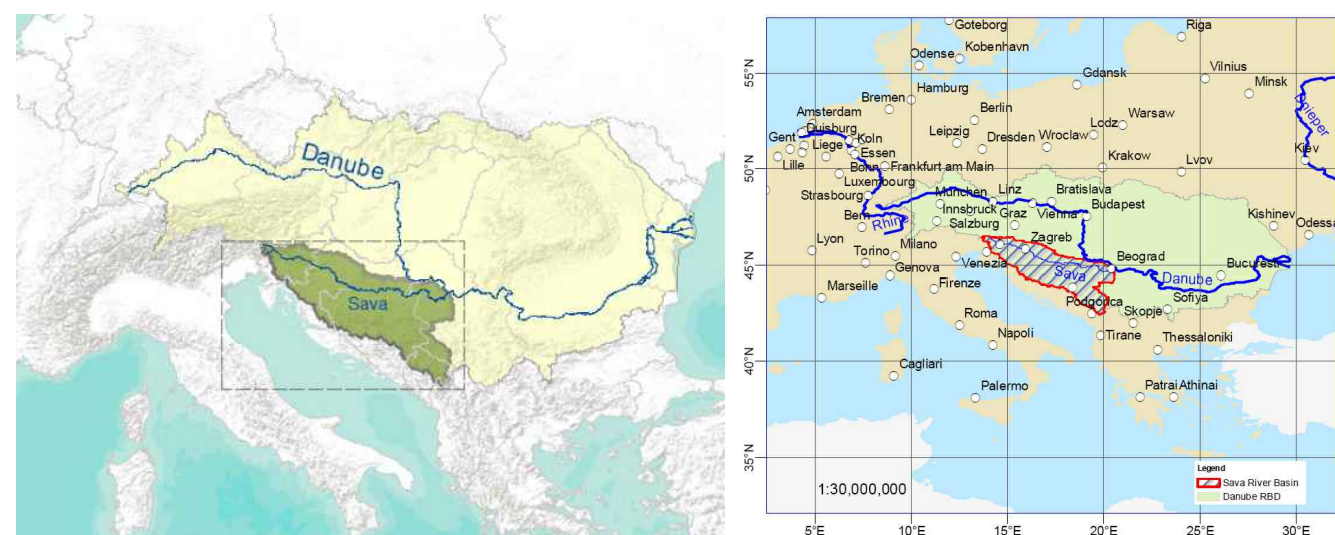 Danube
Sava
Goteborg
Riga
Odense
Kobenhavn
55°N
Gdansk
Vilnius
Minsk
Hamburg
Bremen
Dnieper
Amsterdam
Berlin
Warsaw
Duisburg
Leipzig
Dresden
Wroclaw
Lodz
Gent
Liege
Koln
Kiev
Essen
Lille
Bonn
Frankfurt am Main
Krakow
Lvov
50°N
Luxembourg
Strasbourg
Munchen
Linz
Bratislava
Innsbruck
Graz
Vienna
Budapest
Bern
Rhine
Salzburg
Kishinev
Odessa
Lyon
Torino
Milano
Zagreb
45°N
Genova
Venezia
Sava
Beograd
Danube
Bucuresti
Marseille
Firenze
Podgorica
Sofiya
Roma
Skopje
Napoli
Tirane
Thessaloniki
40°N
Cagliari
Palermo
Patrai
Athinai
35°N
Legend
Sava River Basin
Danube RBD
1:30,000,000
5°E
10°E
15°E
20°E
25°E
30°E